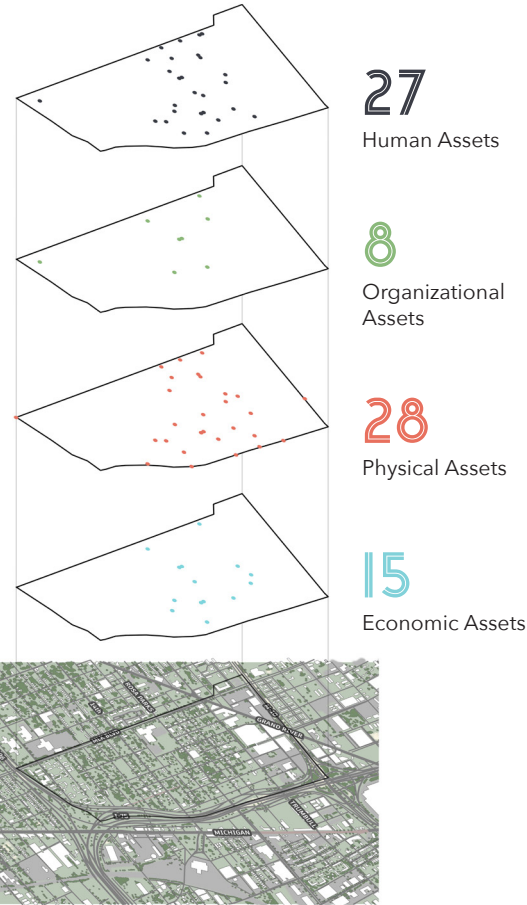 27
Human Assets
8
Organizational
Assets
28
Physical Assets
15
Economic Assets
GRAND RIVER
MICHIGAN
TRUMBULL